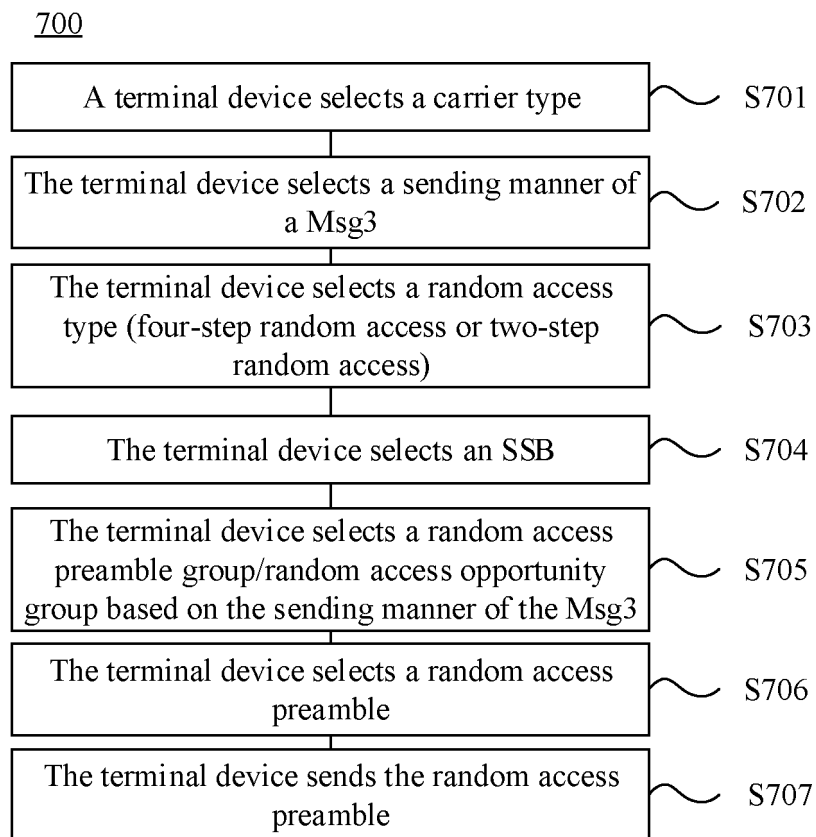 700
A terminal device selects a carrier type
S701
The terminal device selects a sending manner of
a Msg3
S702
The terminal device selects a random access
type (four-step random access or two-step
random access)
S703
The terminal device selects an SSB
S704
The terminal device selects a random access
preamble group/random access opportunity
group based on the sending manner of the Msg3
S705
The terminal device selects a random access
preamble
S706
The terminal device sends the random access
preamble
S707